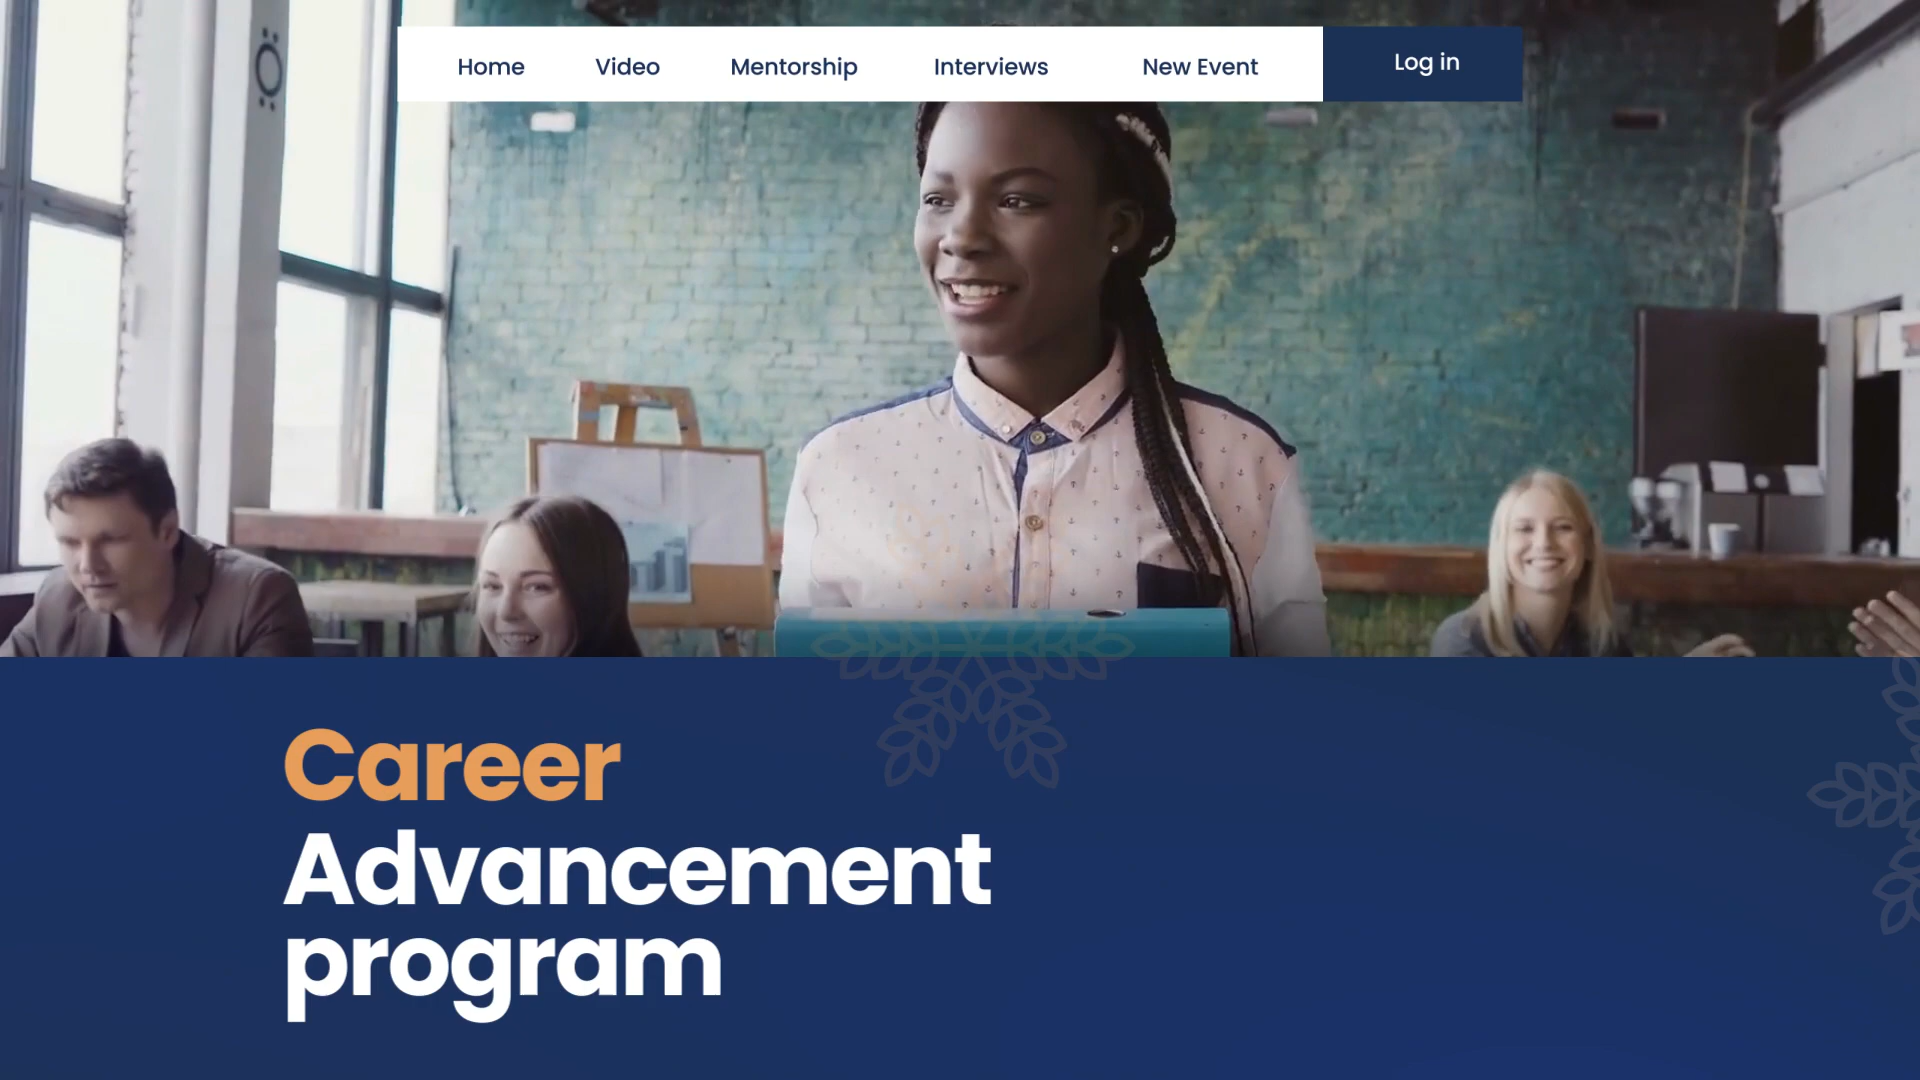 Home Video Mentorship Interviews New Event Log in
Career
Advancement
program